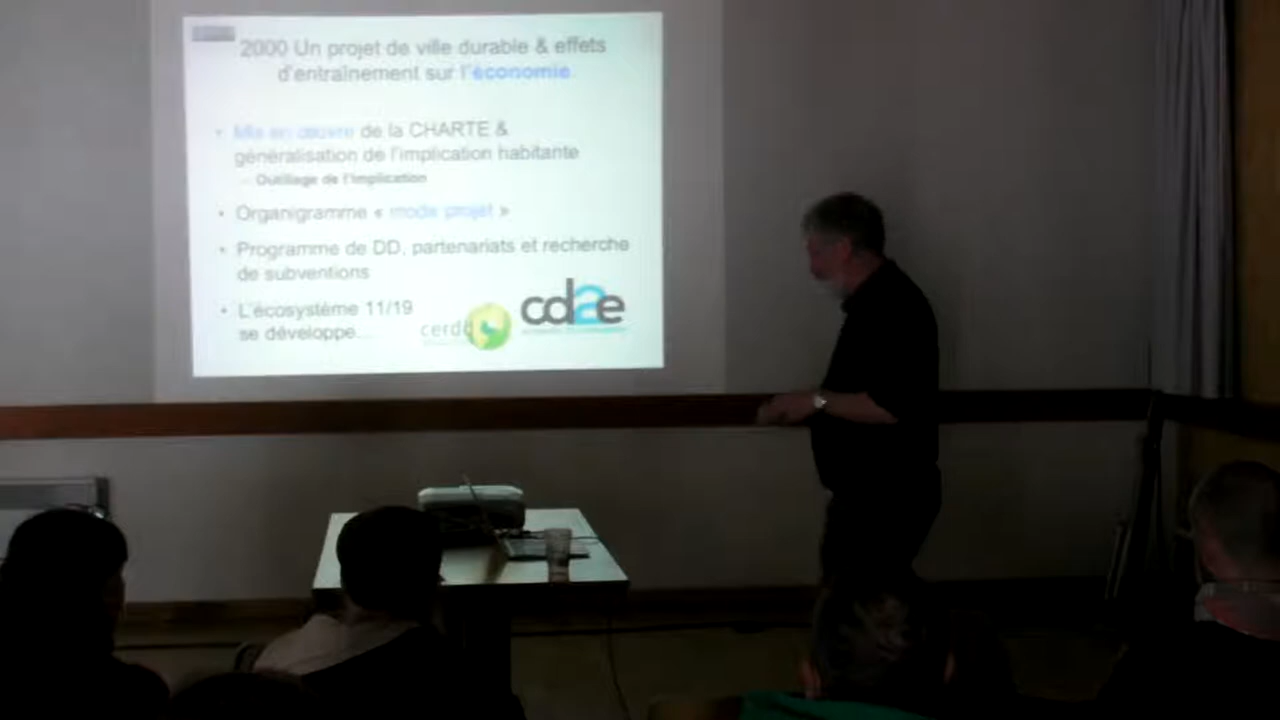 2000 Un projet de ville durable & effets
d'entraînement sur l'économie
• Mis en œuvre de la CHARTE &
généralisation de l'implication habitante
- Outillage de l'implication
• Organigramme « mode projet »
• Programme de DD, partenariats et recherche
de subventions
• L'écosystème 11/19
se développe...
cerdd
cd2e